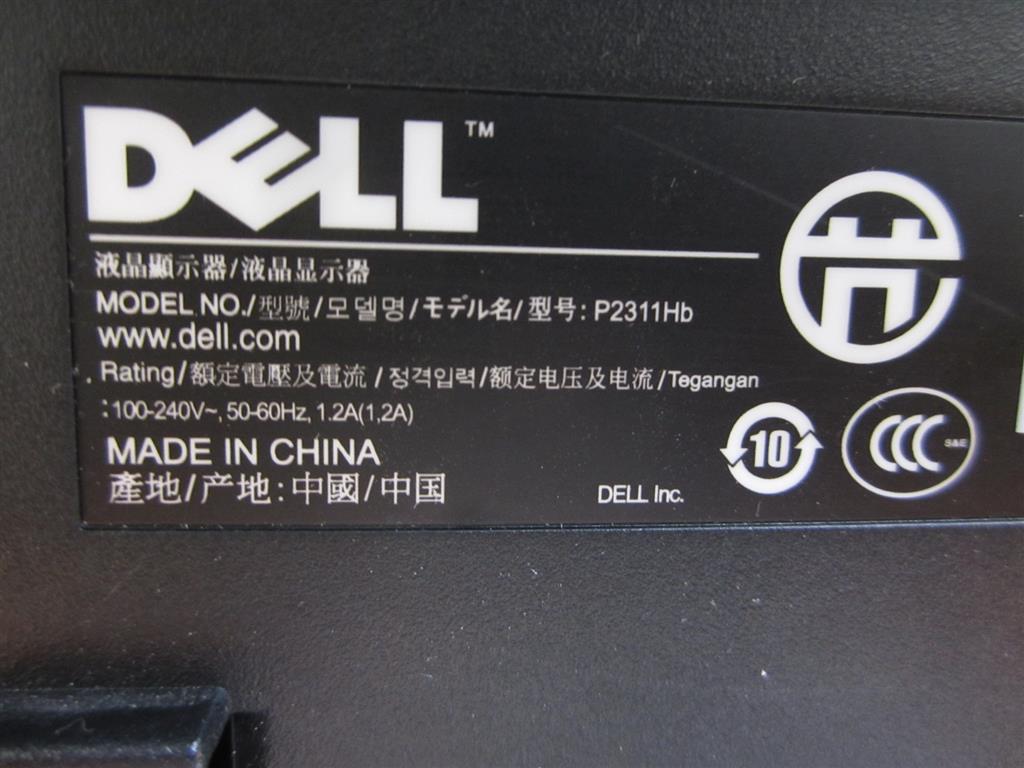 DELL™
液晶顯示器/液晶显示器
MODEL NO./型號/모델명/モデル名/型号: P2311Hb
www.dell.com
Rating/額定電壓及電流/정격입력/额定电压及电流/Tegangan
:100-240V~, 50-60Hz, 1.2A(1,2A)
MADE IN CHINA
產地/产地:中國/中国
DELL Inc.
10
CCC S&E